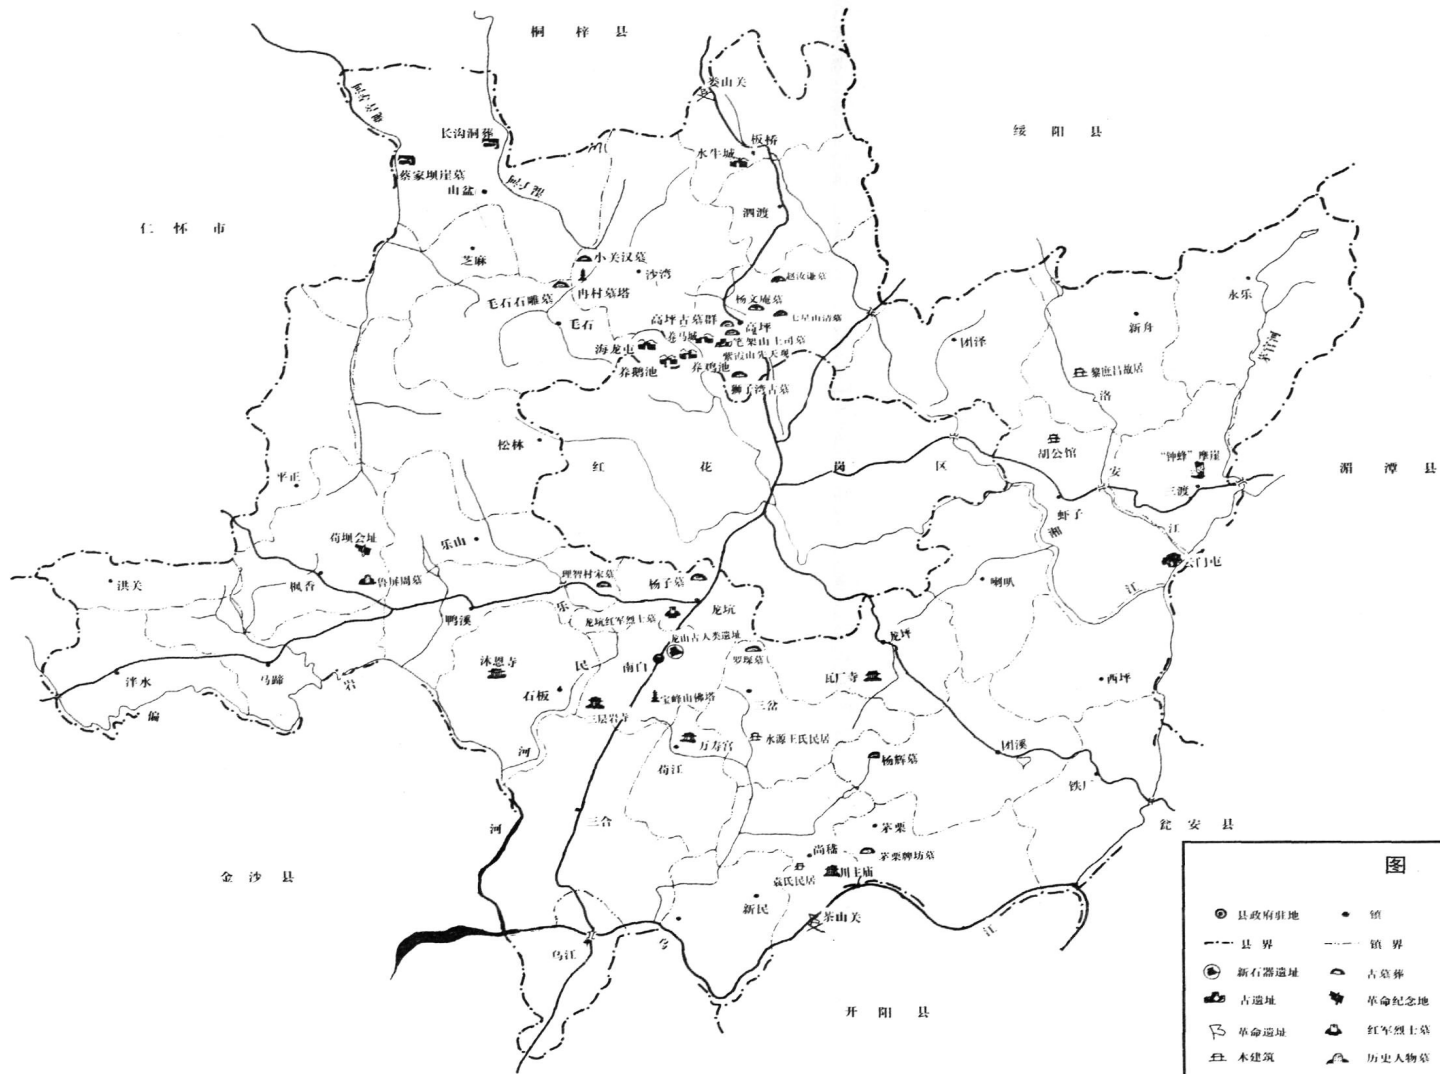 桐梓县
娄山关
绥阳县
长沟洞葬
板桥
水牛城
蔡家坝崖墓
山盆
泗渡
仁怀市
芝麻
小关汉墓
沙湾
赵汝谦墓
毛石石雕墓
冉村墓塔
杨文庵墓
七星山清墓
永乐
毛石
高坪古墓群
高坪
新舟
养马城
笔架山土司墓
团泽
海龙屯
紫霞山先天观
养鹅池
养鸡池
狮子湾古墓
黎庶昌故居
洛
松林
红花岗区
胡公馆
安
"钟蜂"摩崖
湄潭县
平正
三渡
虾子
湘
江
荷坝会址
乐山
云门屯
洪关
枫香
鲁屏周墓
理智村宋墓
杨子墓
喇叭
江
鸭溪
乐
龙坑
龙坑红军烈士墓
龙山古人类遗址
龙坪
沐恩寺
民
南白
罗琛墓
瓦厂寺
西坪
泮水
马蹄
岩
石板
宝峰山佛塔
三岔
偏
三层岩寺
河
万寿宫
水源王氏民居
团溪
荷江
杨辉墓
铁厂
河
三合
茅栗
瓮安县
尚嵇
茅栗牌坊墓
金沙县
袁氏民居
川主庙
新民
茶山关
江
乌江
开阳县
图
县政府驻地
镇
县界
镇界
新石器遗址
古墓葬
古遗址
革命纪念地
革命遗址
红军烈士墓
木建筑
历史人物墓